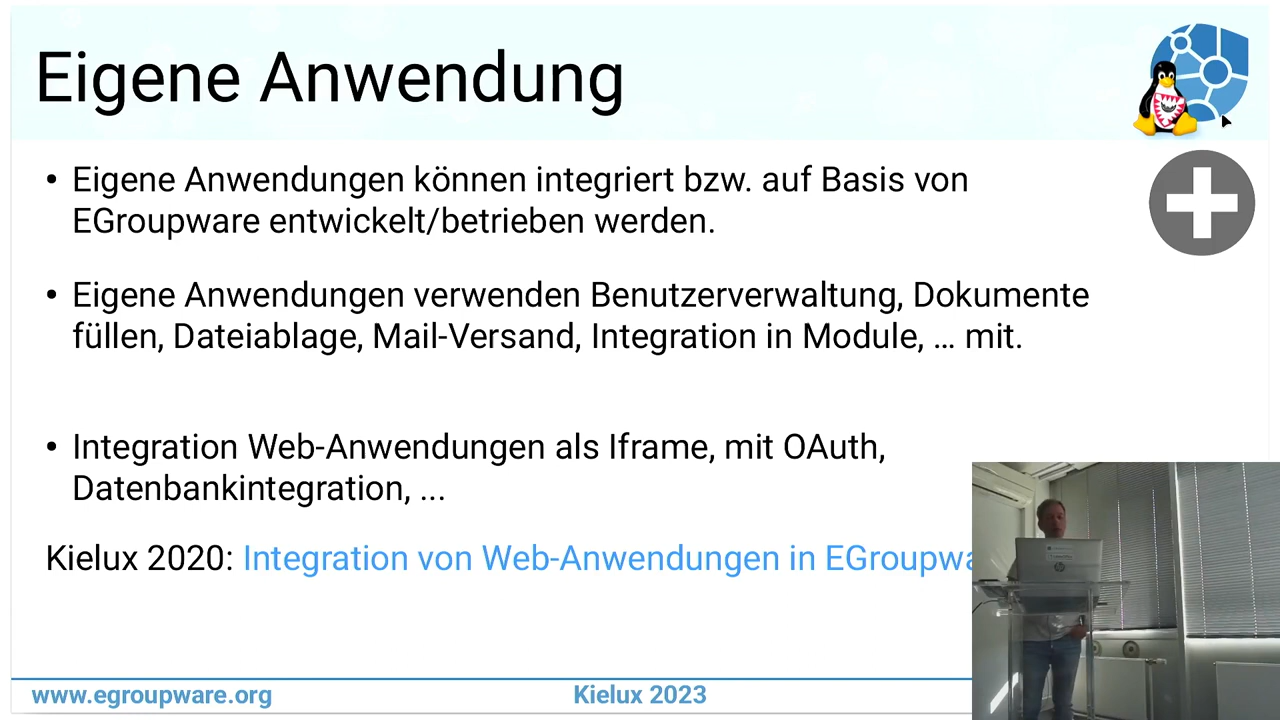 Eigene Anwendung
• Eigene Anwendungen können integriert bzw. auf Basis von
EGroupware entwickelt/betrieben werden.
• Eigene Anwendungen verwenden Benutzerverwaltung, Dokumente
füllen, Dateiablage, Mail-Versand, Integration in Module, … mit.
• Integration Web-Anwendungen als Iframe, mit OAuth,
Datenbankintegration, ...
Kielux 2020: Integration von Web-Anwendungen in EGroupwa
www.egroupware.org
Kielux 2023